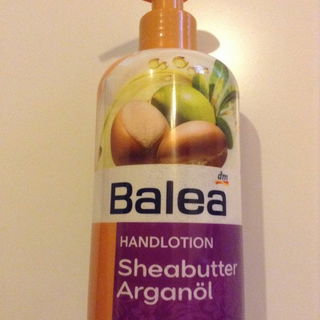 dm
Balea
HANDLOTION
Sheabutter
Arganöl